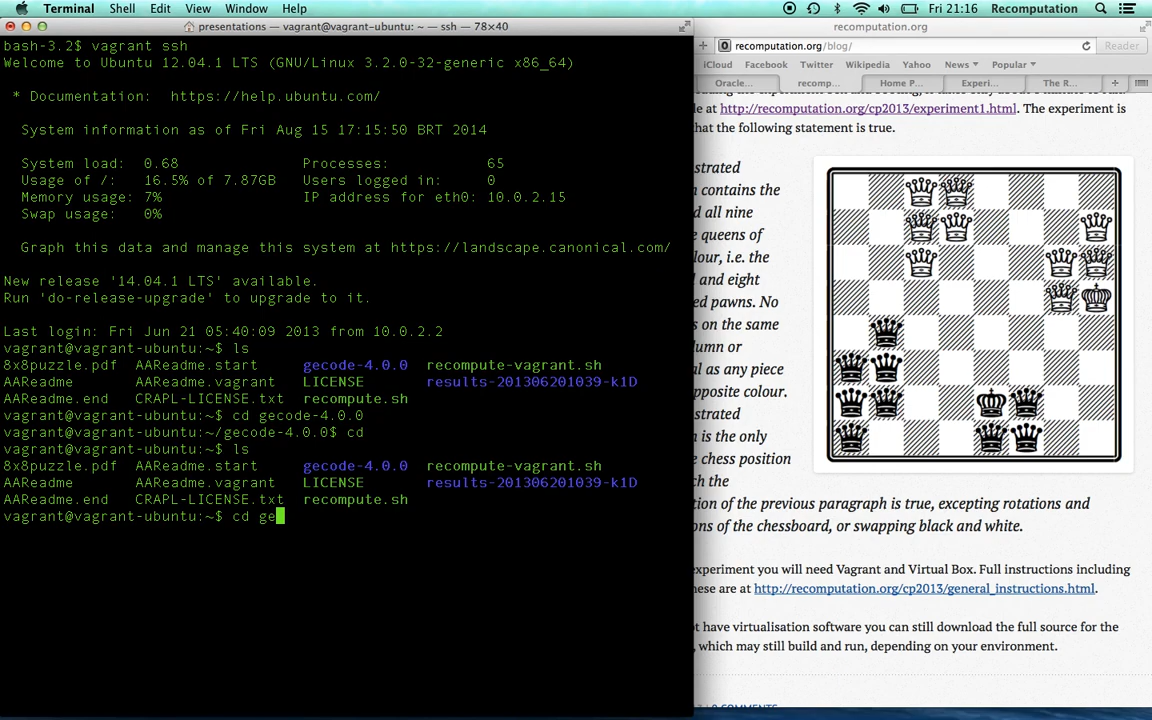 Terminal Shell Edit View Window Help Fri 21:16 Recomputation
presentations — vagrant@vagrant-ubuntu: ~ — ssh — 78×40
bash-3.2$ vagrant ssh
Welcome to Ubuntu 12.04.1 LTS (GNU/Linux 3.2.0-32-generic x86_64)
* Documentation: https://help.ubuntu.com/
System information as of Fri Aug 15 17:15:50 BRT 2014
System load: 0.68 Processes: 65
Usage of /: 16.5% of 7.87GB Users logged in: 0
Memory usage: 7% IP address for eth0: 10.0.2.15
Swap usage: 0%
Graph this data and manage this system at https://landscape.canonical.com/
New release '14.04.1 LTS' available.
Run 'do-release-upgrade' to upgrade to it.
Last login: Fri Jun 21 05:40:09 2013 from 10.0.2.2
vagrant@vagrant-ubuntu:~$ ls
8x8puzzle.pdf AAReadme.start gecode-4.0.0 recompute-vagrant.sh
AAReadme AAReadme.vagrant LICENSE results-201306201039-k1D
AAReadme.end CRAPL-LICENSE.txt recompute.sh
vagrant@vagrant-ubuntu:~$ cd gecode-4.0.0
vagrant@vagrant-ubuntu:~/gecode-4.0.0$ cd
vagrant@vagrant-ubuntu:~$ ls
8x8puzzle.pdf AAReadme.start gecode-4.0.0 recompute-vagrant.sh
AAReadme AAReadme.vagrant LICENSE results-201306201039-k1D
AAReadme.end CRAPL-LICENSE.txt recompute.sh
vagrant@vagrant-ubuntu:~$ cd ge
recomputation.org
recomputation.org/blog/ Reader
iCloud Facebook Twitter Wikipedia Yahoo News Popular
Oracle... recomp... Home P... Experi... The R...
le at http://recomputation.org/cp2013/experiment1.html. The experiment is
that the following statement is true.
strated
n contains the
d all nine
e queens of
lour, i.e. the
l and eight
ed pawns. No
s on the same
lumn or
al as any piece
pposite colour.
strated
n is the only
e chess position
ch the
tion of the previous paragraph is true, excepting rotations and
ons of the chessboard, or swapping black and white.
experiment you will need Vagrant and Virtual Box. Full instructions including
hese are at http://recomputation.org/cp2013/general_instructions.html.
ot have virtualisation software you can still download the full source for the
, which may still build and run, depending on your environment.
0 COMMENTS